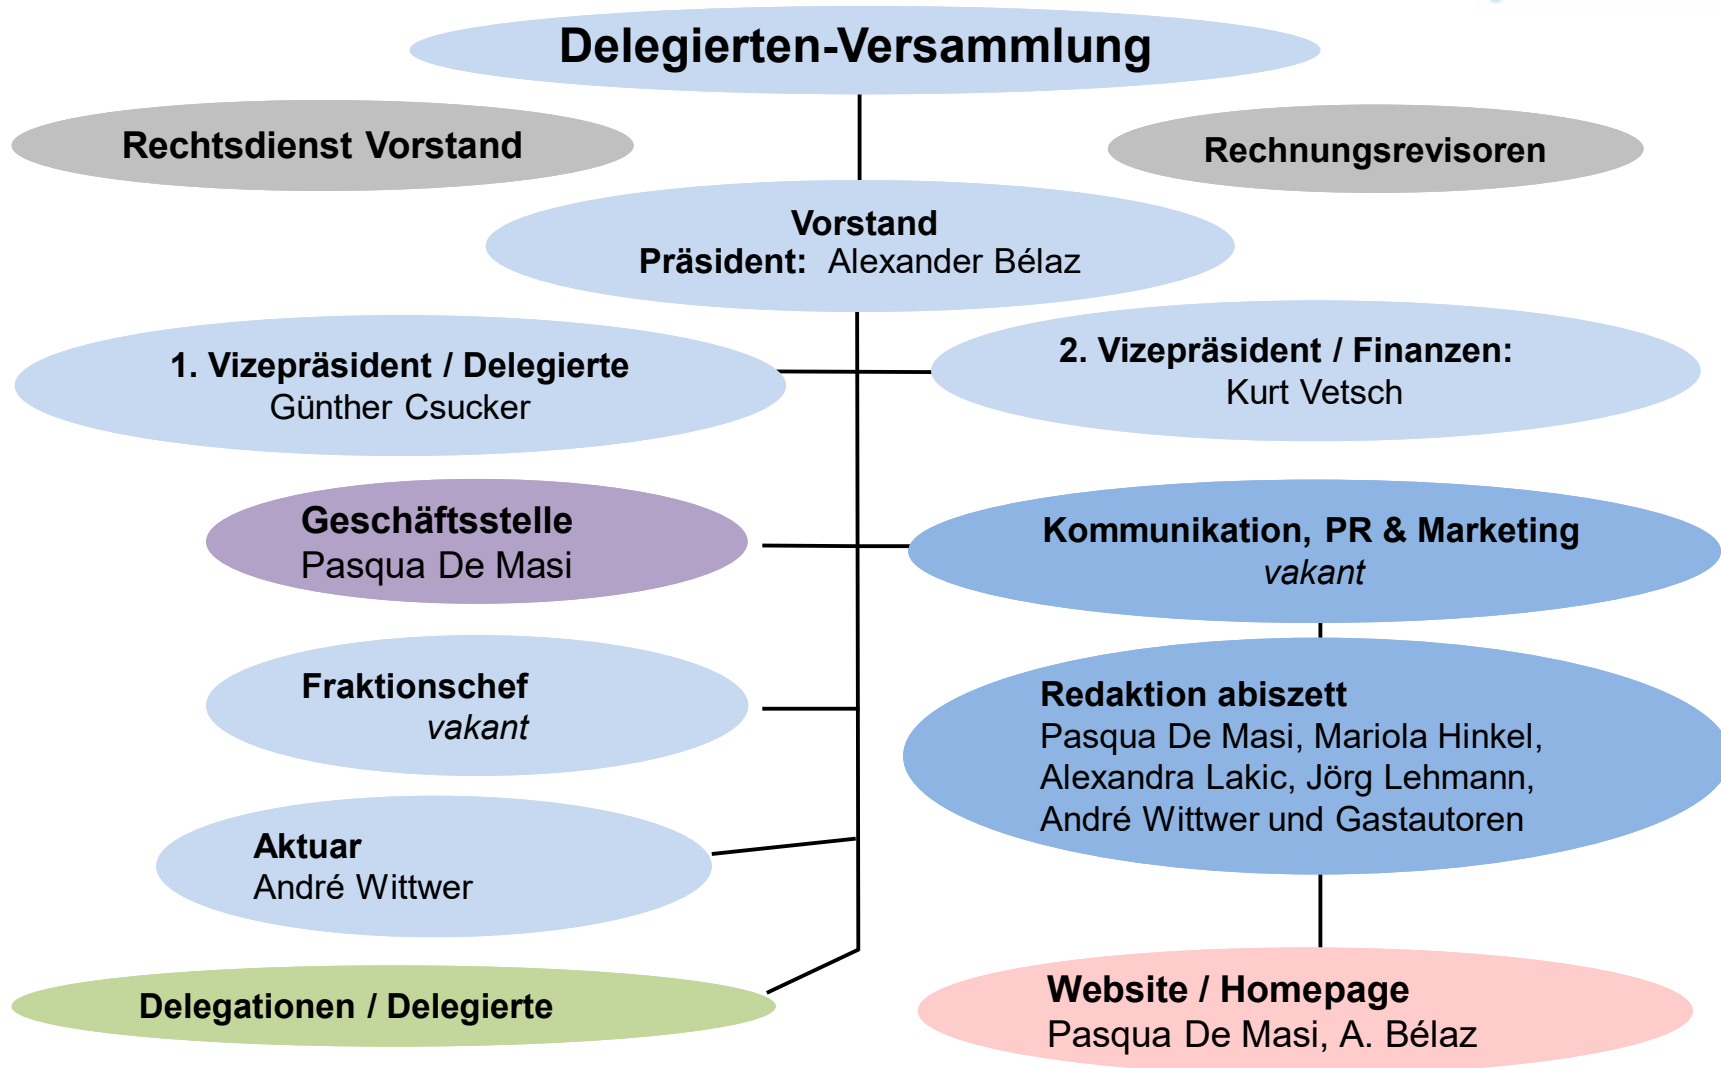 Delegierten-Versammlung
Rechtsdienst Vorstand
Rechnungsrevisoren
Vorstand
Präsident: Alexander Bélaz
1. Vizepräsident / Delegierte
Günther Csucker
2. Vizepräsident / Finanzen:
Kurt Vetsch
Geschäftsstelle
Pasqua De Masi
Kommunikation, PR & Marketing
vakant
Fraktionschef
vakant
Redaktion abiszett
Pasqua De Masi, Mariola Hinkel,
Alexandra Lakic, Jörg Lehmann,
André Wittwer und Gastautoren
Aktuar
André Wittwer
Delegationen / Delegierte
Website / Homepage
Pasqua De Masi, A. Bélaz